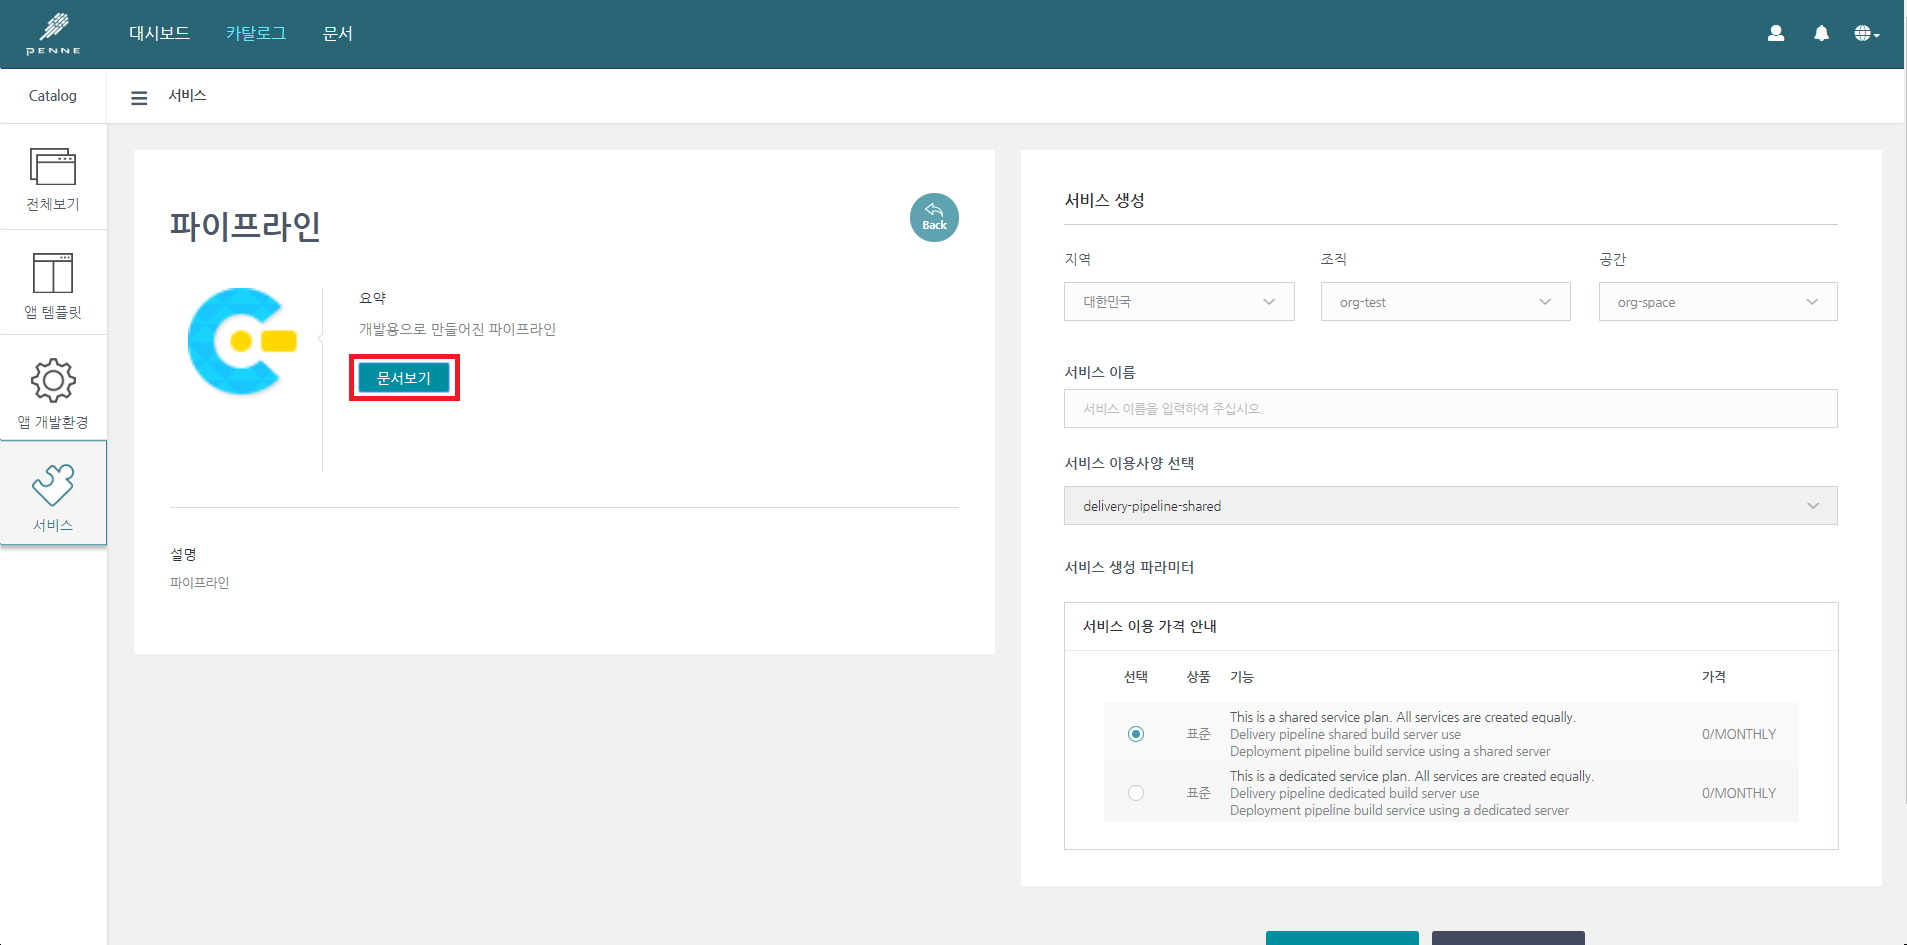 PENNE
대시보드
카탈로그
문서
Catalog
서비스
전체보기
앱 템플릿
앱 개발환경
서비스
파이프라인
Back
요약
개발용으로 만들어진 파이프라인
문서보기
설명
파이프라인
서비스 생성
지역 조직 공간
대한민국 org-test org-space
서비스 이름
서비스 이름을 입력하여 주십시오.
서비스 이용사양 선택
delivery-pipeline-shared
서비스 생성 파라미터
서비스 이용 가격 안내
선택 상품 기능 가격
This is a shared service plan. All services are created equally.
표준 Delivery pipeline shared build server use 0/MONTHLY
Deployment pipeline build service using a shared server
This is a dedicated service plan. All services are created equally.
표준 Delivery pipeline dedicated build server use 0/MONTHLY
Deployment pipeline build service using a dedicated server